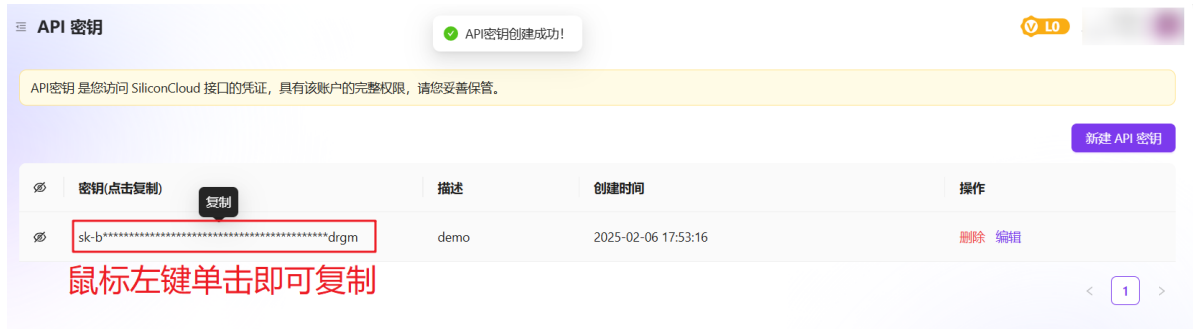 API 密钥
API密钥创建成功！
L0
API密钥 是您访问 SiliconCloud 接口的凭证，具有该账户的完整权限，请您妥善保管。
新建 API 密钥
密钥(点击复制) 描述 创建时间 操作
复制
sk-b********************************************drgm demo 2025-02-06 17:53:16 删除 编辑
鼠标左键单击即可复制
< 1 >